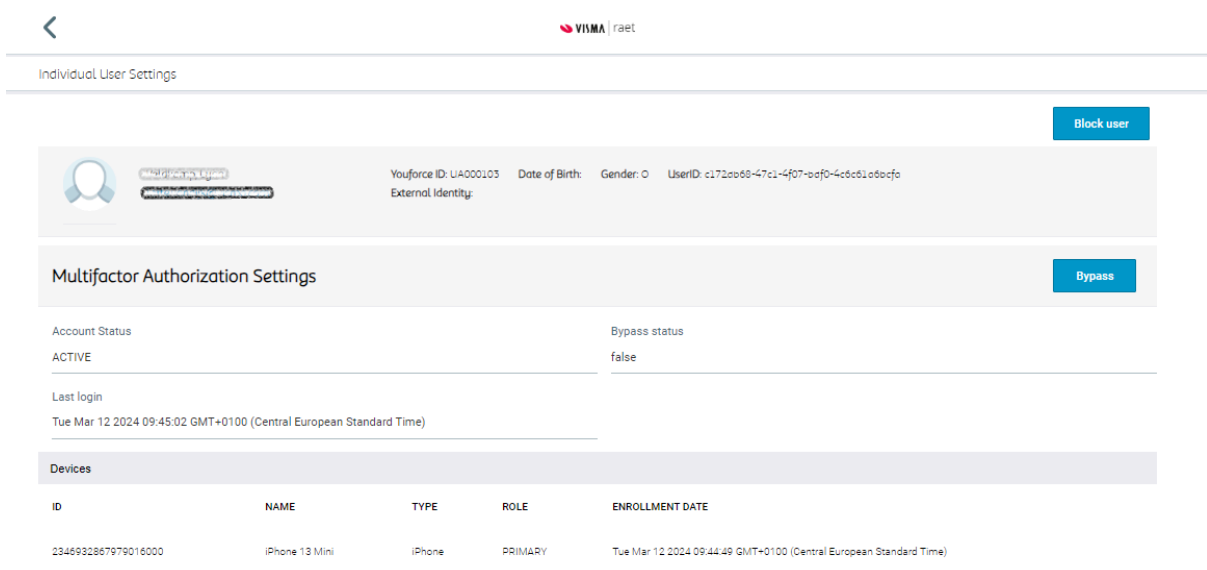 VISMA | raet
Individual User Settings
Block user
Youforce ID: UA000103 Date of Birth: Gender: O UserID: c172ab68-47c1-4f07-baf0-4c6c61a6bcfa
External Identity:
Multifactor Authorization Settings
Bypass
Account Status Bypass status
ACTIVE false
Last login
Tue Mar 12 2024 09:45:02 GMT+0100 (Central European Standard Time)
Devices
ID NAME TYPE ROLE ENROLLMENT DATE
2346932867979016000 iPhone 13 Mini iPhone PRIMARY Tue Mar 12 2024 09:44:49 GMT+0100 (Central European Standard Time)